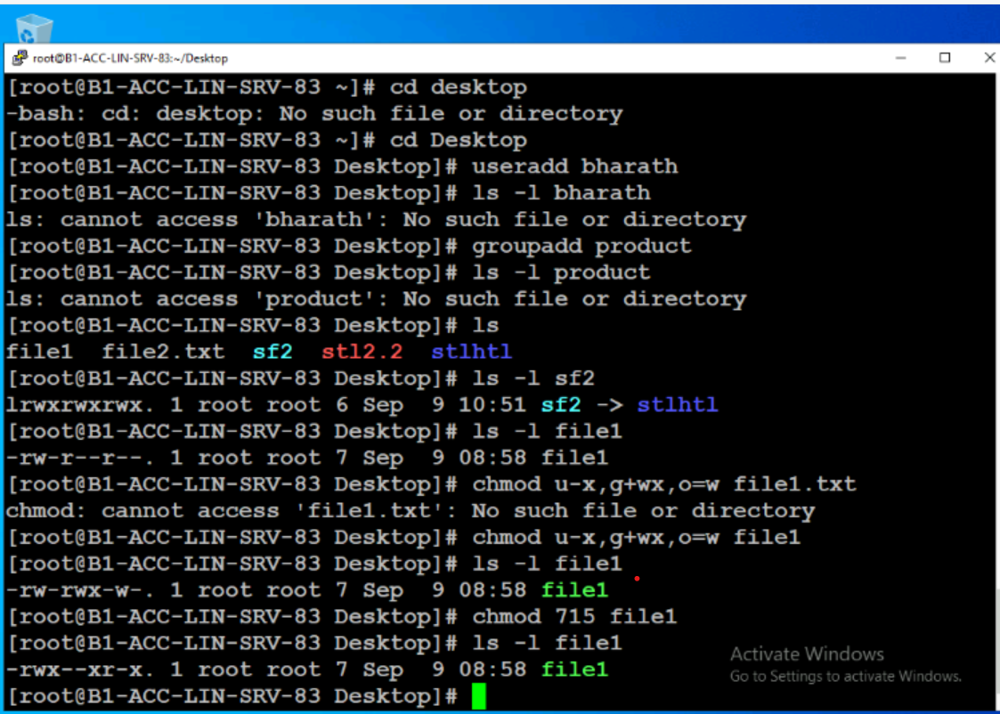 root@B1-ACC-LIN-SRV-83:~/Desktop
[root@B1-ACC-LIN-SRV-83 ~]# cd desktop
-bash: cd: desktop: No such file or directory
[root@B1-ACC-LIN-SRV-83 ~]# cd Desktop
[root@B1-ACC-LIN-SRV-83 Desktop]# useradd bharath
[root@B1-ACC-LIN-SRV-83 Desktop]# ls -l bharath
ls: cannot access 'bharath': No such file or directory
[root@B1-ACC-LIN-SRV-83 Desktop]# groupadd product
[root@B1-ACC-LIN-SRV-83 Desktop]# ls -l product
ls: cannot access 'product': No such file or directory
[root@B1-ACC-LIN-SRV-83 Desktop]# ls
file1  file2.txt  sf2  stl2.2  stlhtl
[root@B1-ACC-LIN-SRV-83 Desktop]# ls -l sf2
lrwxrwxrwx. 1 root root 6 Sep  9 10:51 sf2 -> stlhtl
[root@B1-ACC-LIN-SRV-83 Desktop]# ls -l file1
-rw-r--r--. 1 root root 7 Sep  9 08:58 file1
[root@B1-ACC-LIN-SRV-83 Desktop]# chmod u-x,g+wx,o=w file1.txt
chmod: cannot access 'file1.txt': No such file or directory
[root@B1-ACC-LIN-SRV-83 Desktop]# chmod u-x,g+wx,o=w file1
[root@B1-ACC-LIN-SRV-83 Desktop]# ls -l file1
-rw-rwx-w-. 1 root root 7 Sep  9 08:58 file1
[root@B1-ACC-LIN-SRV-83 Desktop]# chmod 715 file1
[root@B1-ACC-LIN-SRV-83 Desktop]# ls -l file1
-rwx--xr-x. 1 root root 7 Sep  9 08:58 file1
[root@B1-ACC-LIN-SRV-83 Desktop]#
Activate Windows
Go to Settings to activate Windows.